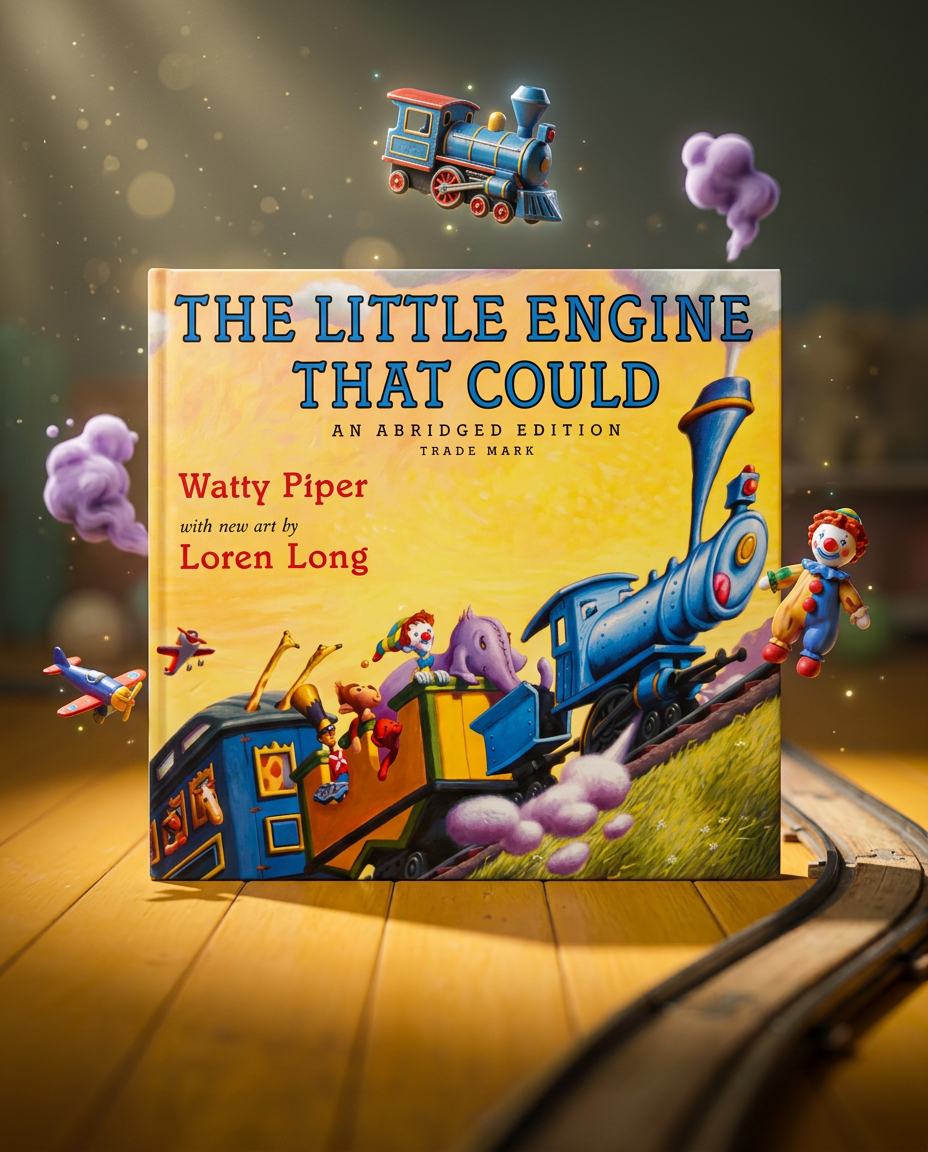 THE LITTLE ENGINE
THAT COULD
AN ABRIDGED EDITION
TRADE MARK
Watty Piper
with new art by
Loren Long